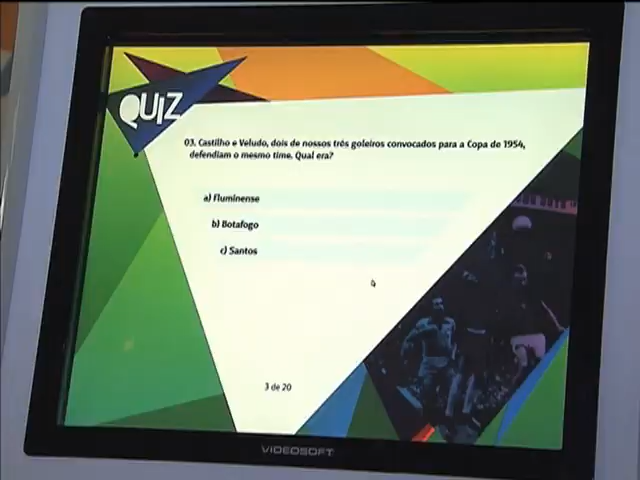 QUIZ
03. Castilho e Veludo, dois de nossos três goleiros convocados para a Copa de 1954,
defendiam o mesmo time. Qual era?
a) Fluminense
b) Botafogo
c) Santos
3 de 20
VIDEOSOFT